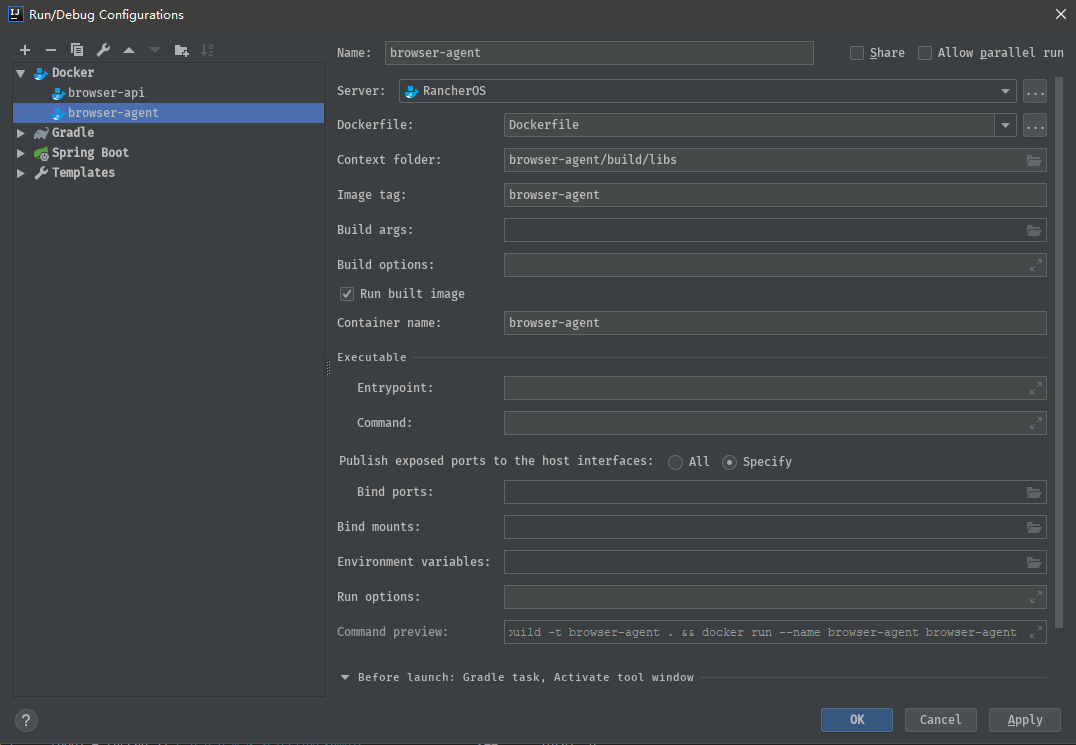 Run/Debug Configurations
Docker
browser-api
browser-agent
Gradle
Spring Boot
Templates
Name: browser-agent Share Allow parallel run
Server: RancherOS ...
Dockerfile: Dockerfile ...
Context folder: browser-agent/build/libs
Image tag: browser-agent
Build args:
Build options:
Run built image
Container name: browser-agent
Executable
Entrypoint:
Command:
Publish exposed ports to the host interfaces: All Specify
Bind ports:
Bind mounts:
Environment variables:
Run options:
Command preview: build -t browser-agent . && docker run --name browser-agent browser-agent
Before launch: Gradle task, Activate tool window
? OK Cancel Apply